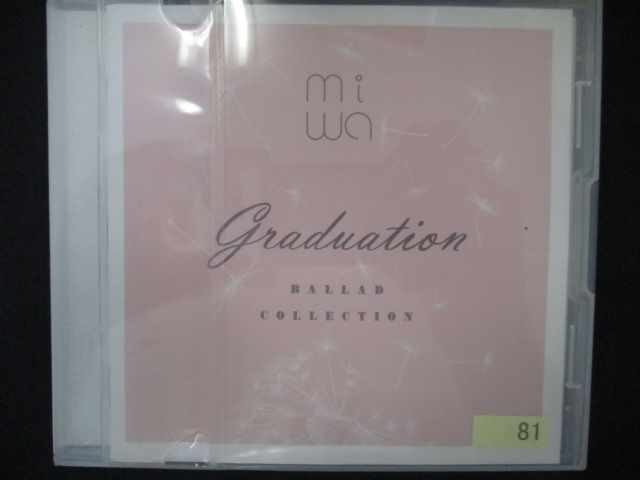 mi
wa
Graduation
BALLAD
COLLECTION
81